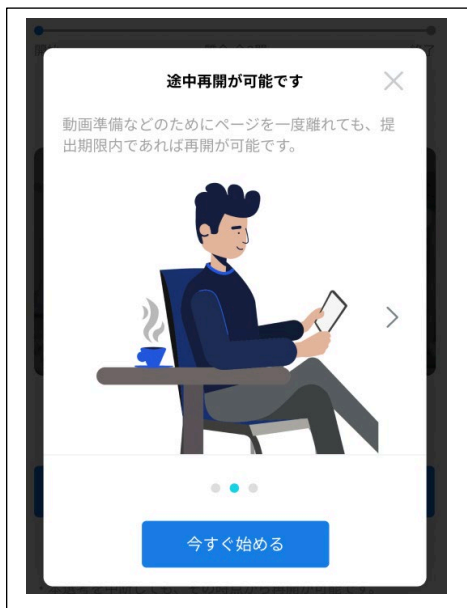 途中再開が可能です
動画準備などのためにページを一度離れても、提
出期限内であれば再開が可能です。
今すぐ始める